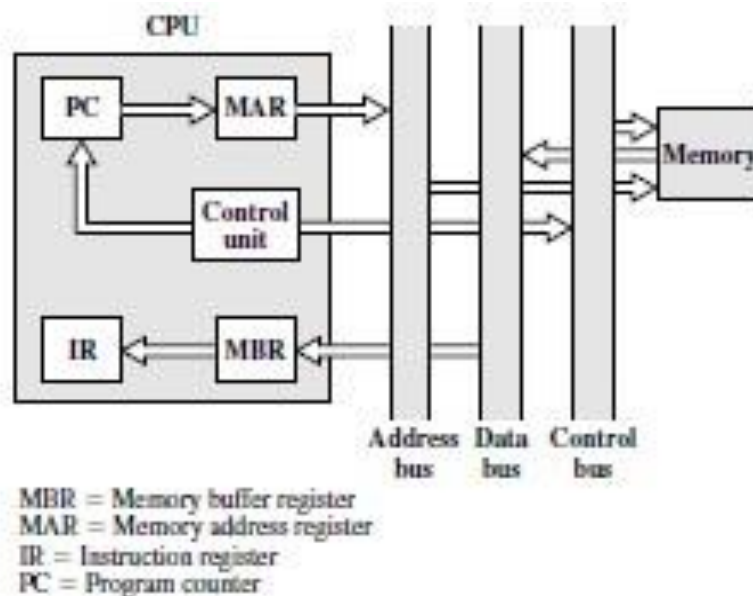 CPU
PC
MAR
Memory
Control
unit
IR
MBR
Address
bus
Data
bus
Control
bus
MBR = Memory buffer register
MAR = Memory address register
IR = Instruction register
PC = Program counter